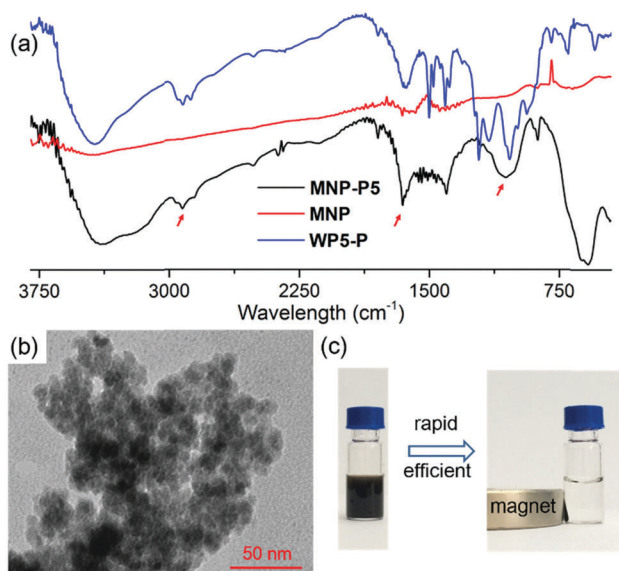 (a)
MNP-P5
MNP
WP5-P
3750 3000 2250 1500 750
Wavelength (cm⁻¹)
(b)
50 nm
(c)
rapid
efficient
magnet